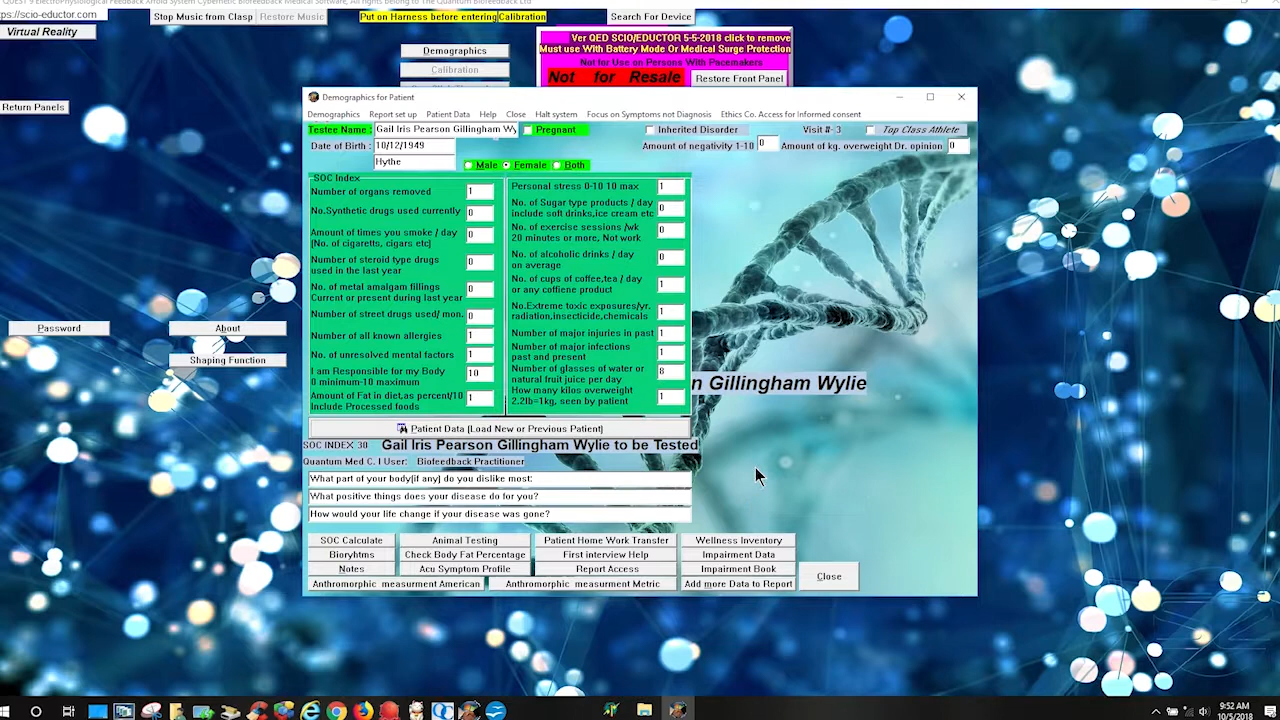 QUEST 9 ElectroPhysiological Feedback Xrroid System Cybernetic Biofeedback Medical Software, All rights belong to The Quantum Biofeedback Ltd
ps://scio-eductor.com
Stop Music from Clasp
Restore Music
Put on Harness before entering
Calibration
Search For Device
Virtual Reality
Demographics
Calibration
Ver QED SCIO/EDUCTOR 5-5-2018 click to remove
Must use With Battery Mode Or Medical Surge Protection
Not for Use on Persons With Pacemakers
Not for Resale
Restore Front Panel
Return Panels
Demographics for Patient
Demographics Report set up Patient Data Help Close Halt system Focus on Symptoms not Diagnosis Ethics Co. Access for Informed consent
Testee Name :
Gail Iris Pearson Gillingham Wy
Pregnant
Inherited Disorder
Visit #- 3
Top Class Athlete
Date of Birth :
10/12/1949
Amount of negativity 1-10
0
Amount of kg. overweight Dr. opinion
0
Hythe
Male
Female
Both
SOC Index
Number of organs removed
1
No.Synthetic drugs used currently
0
Amount of times you smoke / day
(No. of cigaretts, cigars etc)
0
Number of steroid type drugs
used in the last year
0
No. of metal amalgam fillings
Current or present during last year
0
Number of street drugs used/ mon.
0
Number of all known allergies
1
No. of unresolved mental factors
1
I am Responsible for my Body
0 minimum-10 maximum
10
Amount of Fat in diet,as percent/10
Include Processed foods
1
Personal stress 0-10 10 max
1
No. of Sugar type products / day
include soft drinks,ice cream etc
0
No. of exercise sessions /wk
20 minutes or more, Not work
0
No. of alcoholic drinks / day
on average
0
No. of cups of coffee,tea / day
or any coffiene product
1
No.Extreme toxic exposures/yr.
radiation,insecticide,chemicals
1
Number of major injuries in past
1
Number of major infections
past and present
1
Number of glasses of water or
natural fruit juice per day
8
How many kilos overweight
2.2lb=1kg, seen by patient
1
n Gillingham Wylie
Password
About
Shaping Function
Patient Data (Load New or Previous Patient)
SOC INDEX 30
Gail Iris Pearson Gillingham Wylie to be Tested
Quantum Med C. I User: Biofeedback Practitioner
What part of your body(if any) do you dislike most:
What positive things does your disease do for you?
How would your life change if your disease was gone?
SOC Calculate
Animal Testing
Patient Home Work Transfer
Wellness Inventory
Bioryhtms
Check Body Fat Percentage
First interview Help
Impairment Data
Notes
Acu Symptom Profile
Report Access
Impairment Book
Anthromorphic measurment American
Anthromorphic measurment Metric
Add more Data to Report
Close
9:52 AM
10/5/2018